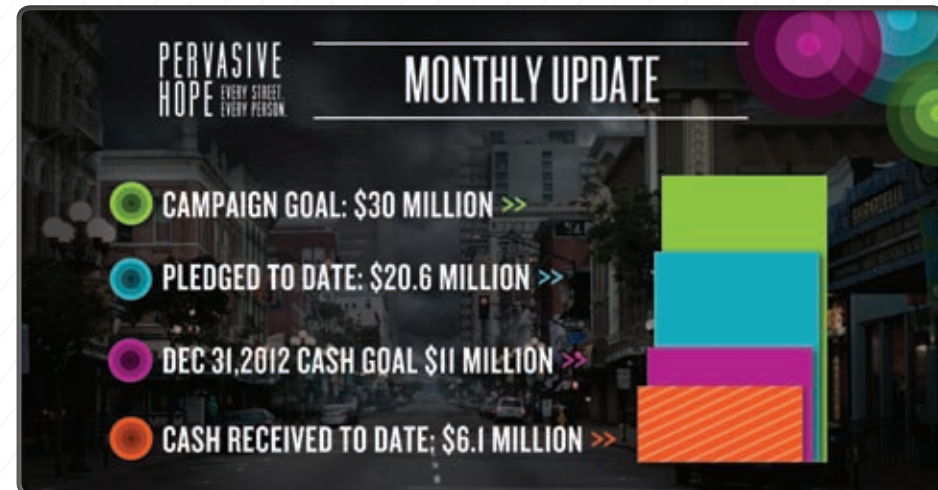 PERVASIVE
HOPE EVERY STREET.
EVERY PERSON.
MONTHLY UPDATE
CAMPAIGN GOAL: $30 MILLION >>
PLEDGED TO DATE: $20.6 MILLION >>
DEC 31,2012 CASH GOAL $11 MILLION >>
CASH RECEIVED TO DATE: $6.1 MILLION >>
GHIRARDELLI